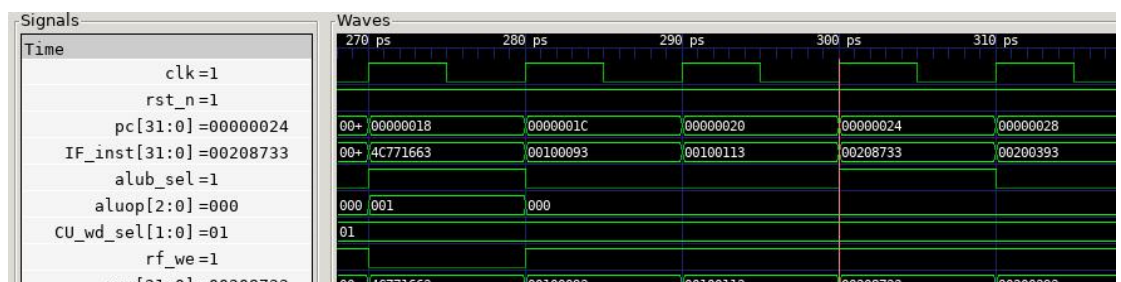 Signals
Waves
Time
270 ps 280 ps 290 ps 300 ps 310 ps
clk=1
rst_n=1
pc[31:0]=00000024 00+ 00000018 0000001C 00000020 00000024 00000028
IF_inst[31:0]=00208733 00+ 4C771663 00100093 00100113 00208733 00200393
alub_sel=1
aluop[2:0]=000 000 001 000
CU_wd_sel[1:0]=01 01
rf_we=1